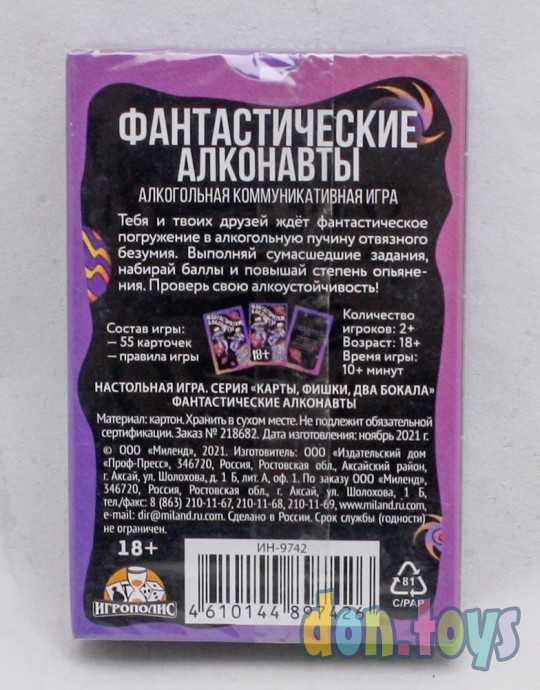 ФАНТАСТИЧЕСКИЕ
АЛКОНАВТЫ
АЛКОГОЛЬНАЯ КОММУНИКАТИВНАЯ ИГРА
Тебя и твоих друзей ждёт фантастическое
погружение в алкогольную пучину отвязного
безумия. Выполняй сумасшедшие задания,
набирай баллы и повышай степень опьяне-
ния. Проверь свою алкоустойчивость!
Состав игры:
– 55 карточек
– правила игры
ФАНТАСТИЧЕСКИЕ
АЛКОНАВТЫ
18+
Количество
игроков: 2+
Возраст: 18+
Время игры:
10+ минут
НАСТОЛЬНАЯ ИГРА. СЕРИЯ «КАРТЫ, ФИШКИ, ДВА БОКАЛА»
ФАНТАСТИЧЕСКИЕ АЛКОНАВТЫ
Материал: картон. Хранить в сухом месте. Не подлежит обязательной
сертификации. Заказ № 218682. Дата изготовления: ноябрь 2021 г.
© ООО «Миленд», 2021. Изготовитель: ООО «Издательский дом
«Проф-Пресс», 346720, Россия, Ростовская обл., Аксайский район,
г. Аксай, ул. Шолохова, д. 1 Б, лит. А, оф. 1. По заказу ООО «Миленд»,
346720, Россия, Ростовская обл., г. Аксай, ул. Шолохова, 1 Б,
тел./факс: 8 (863) 210-11-67, 210-11-68, 210-11-69, www.miland.ru.com,
e-mail: dir@miland.ru.com. Сделано в России. Срок службы (годности)
не ограничен.
18+
ИН-9742
ИГРОПОЛИС
4 610144 897426
81
C/PAP
don.toys